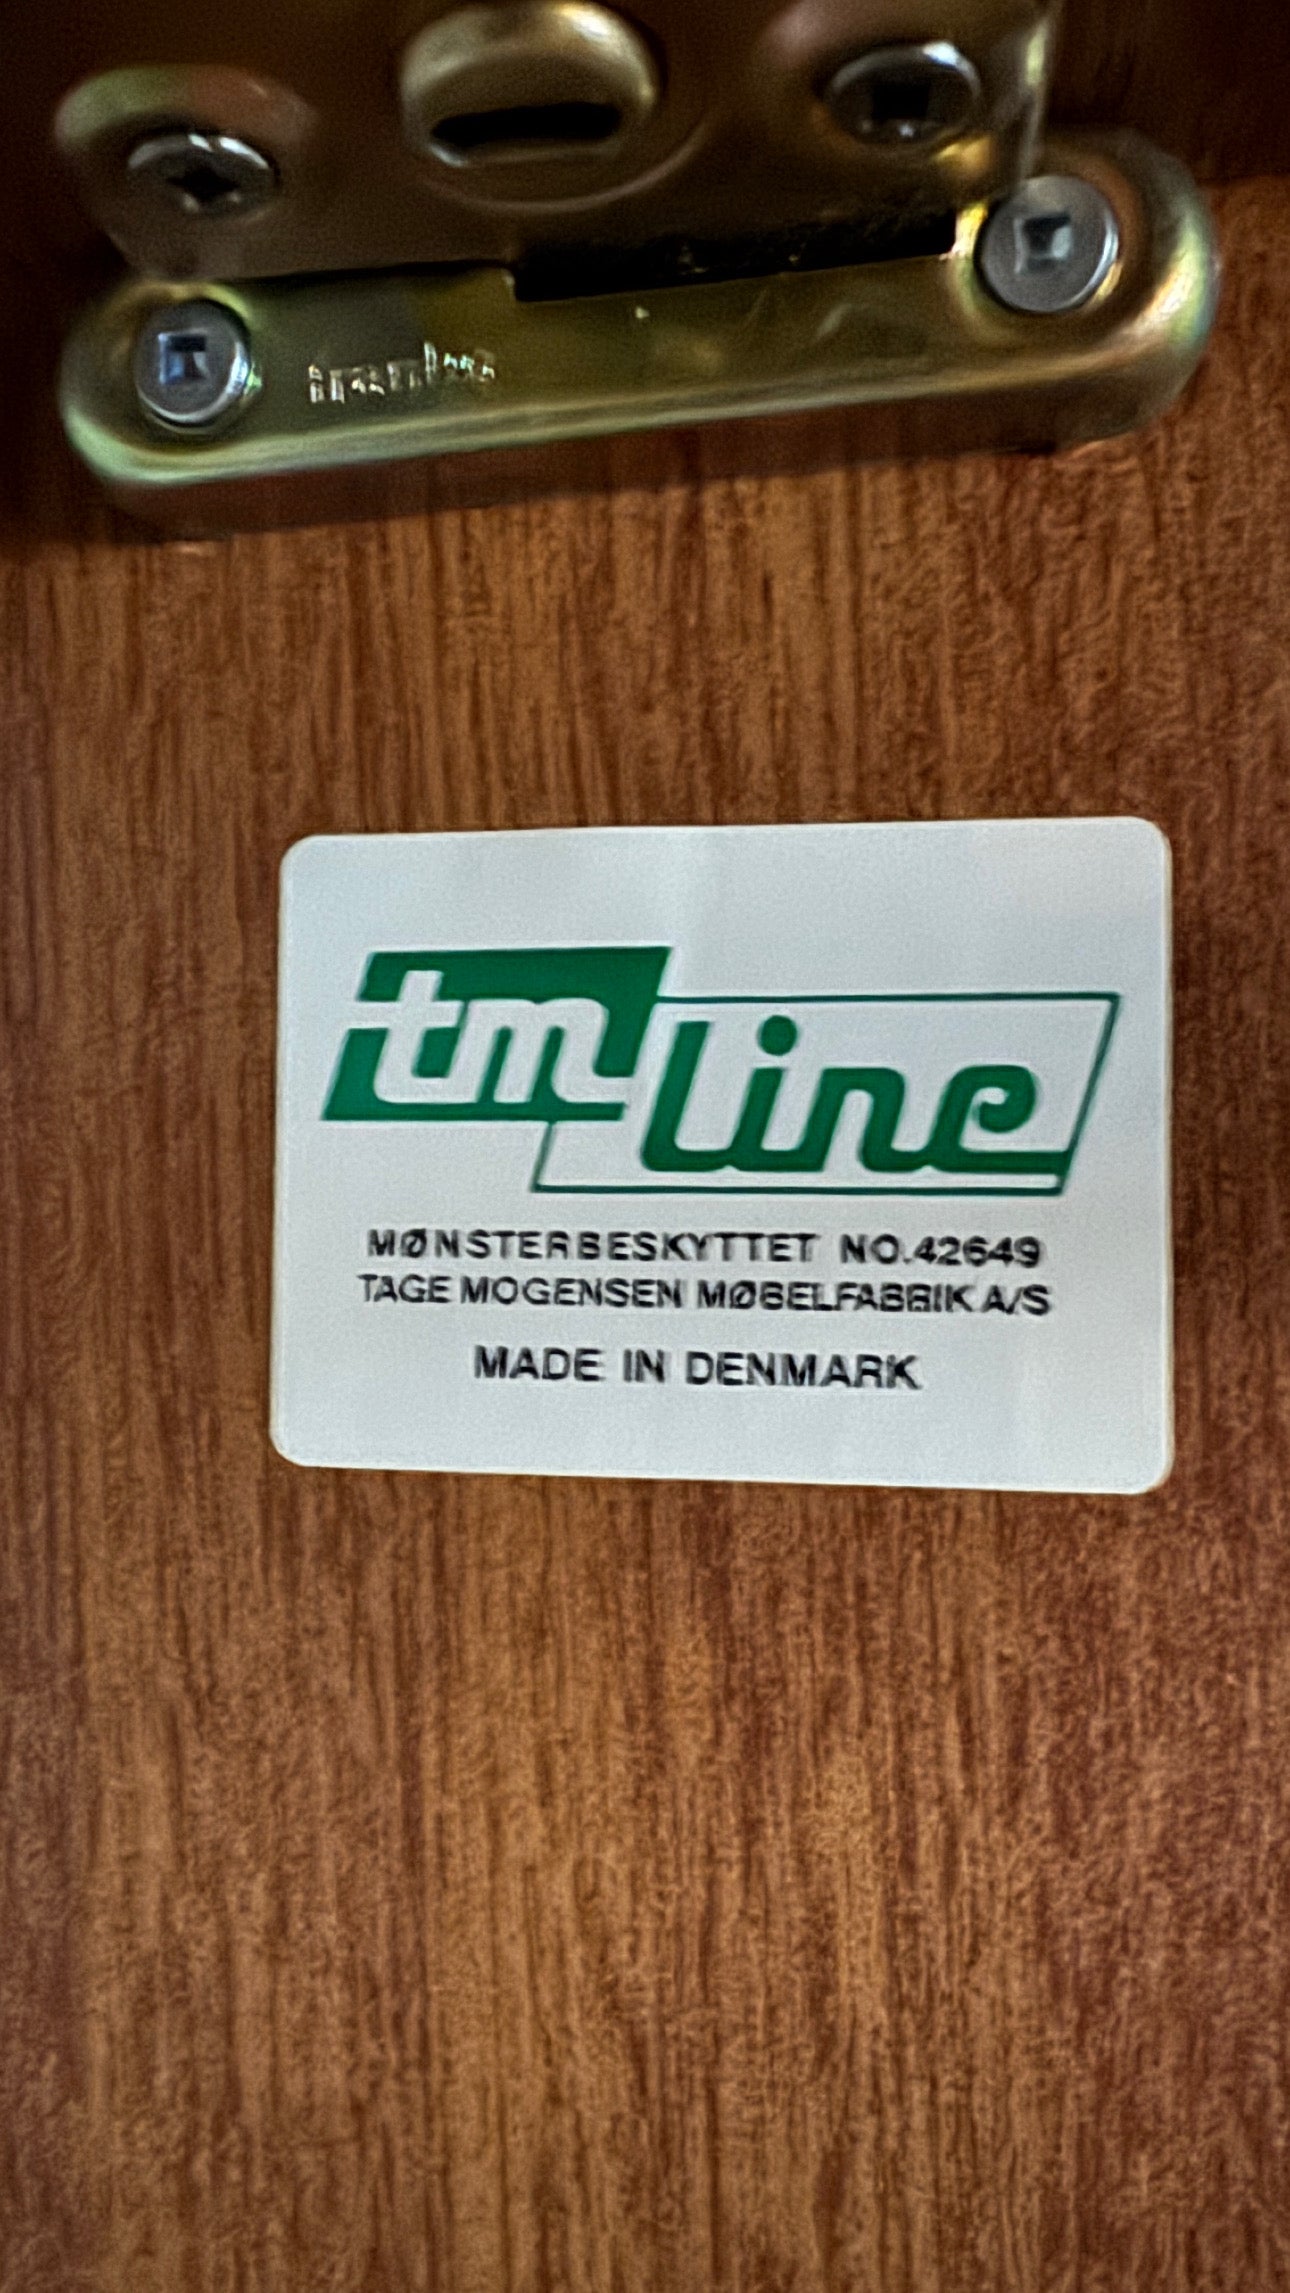 tm line
MØNSTERBESKYTTET NO.42649
TAGE MOGENSEN MØBELFABRIK A/S
MADE IN DENMARK